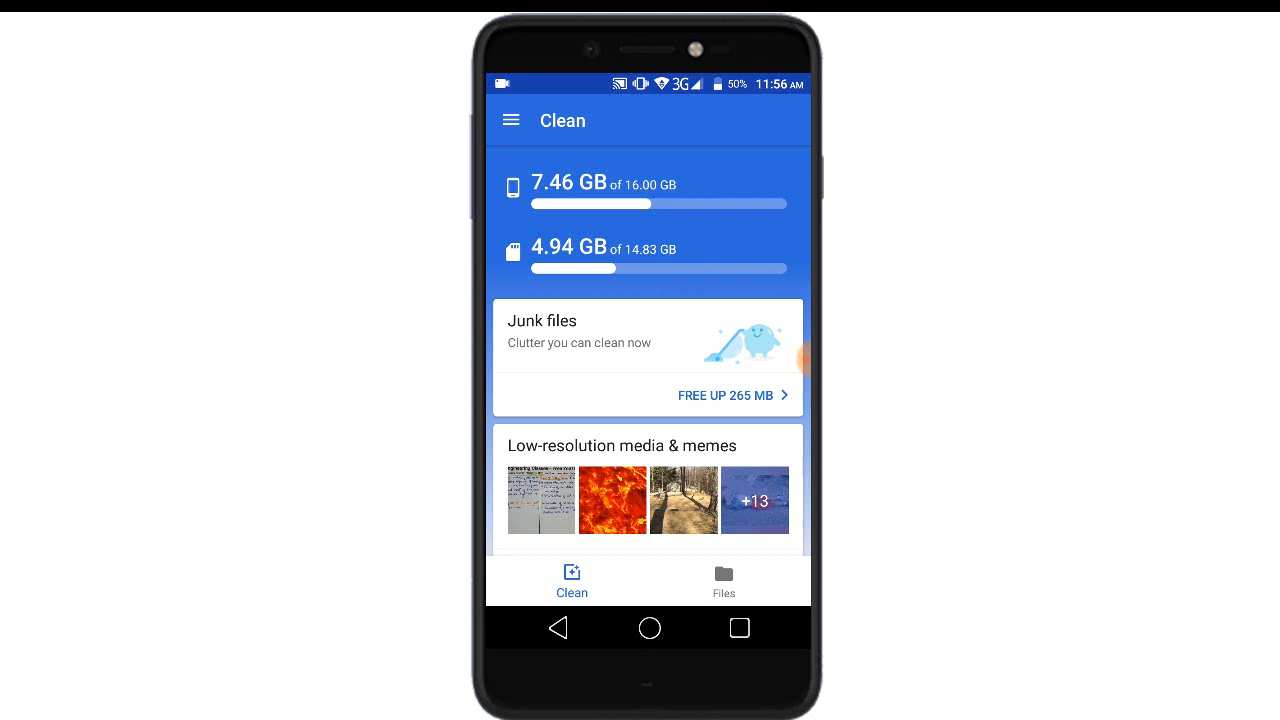 3G 50% 11:56 AM
Clean
7.46 GB of 16.00 GB
4.94 GB of 14.83 GB
Junk files
Clutter you can clean now
FREE UP 265 MB
Low-resolution media & memes
+13
Clean
Files